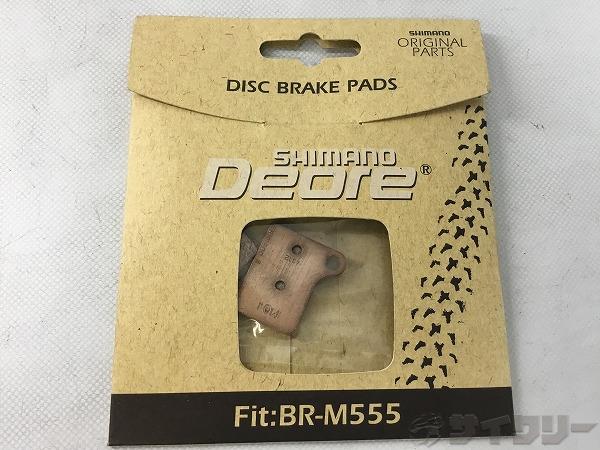 SHIMANO
ORIGINAL
PARTS
DISC BRAKE PADS
SHIMANO
Deore®
Fit:BR-M555
サイクリー